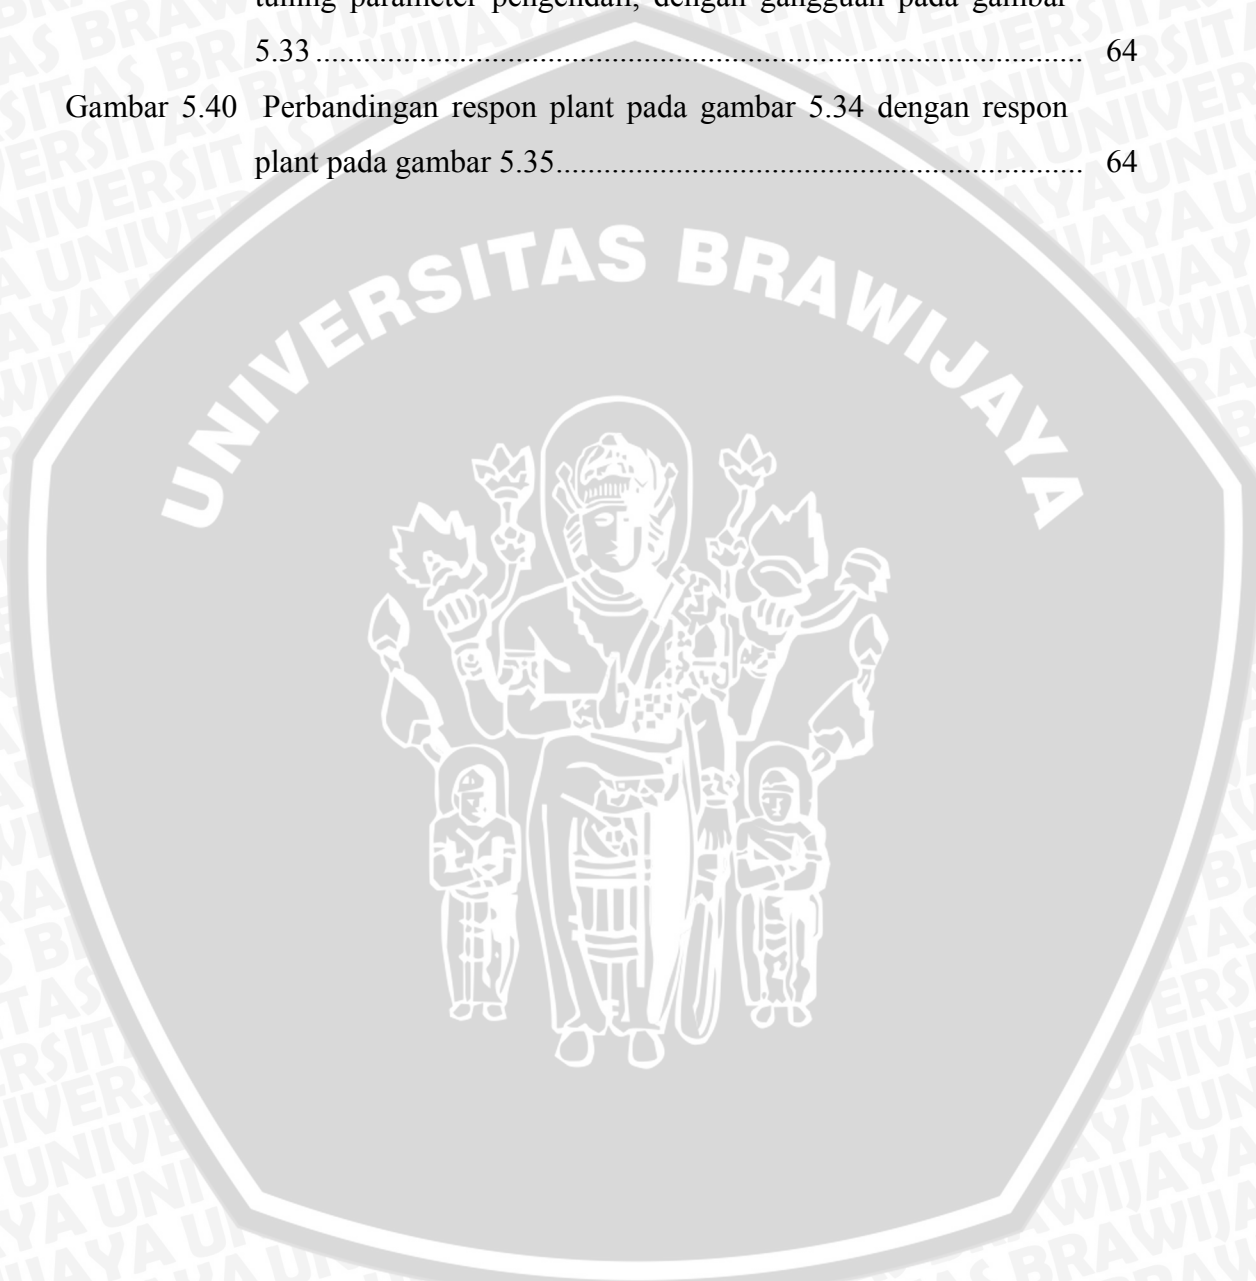 tuning parameter pengendali, dengan gangguan pada gambar
5.33 ................................................................................................ 64
Gambar 5.40 Perbandingan respon plant pada gambar 5.34 dengan respon
plant pada gambar 5.35.................................................................. 64
UNIVERSITAS BRAWIJAYA